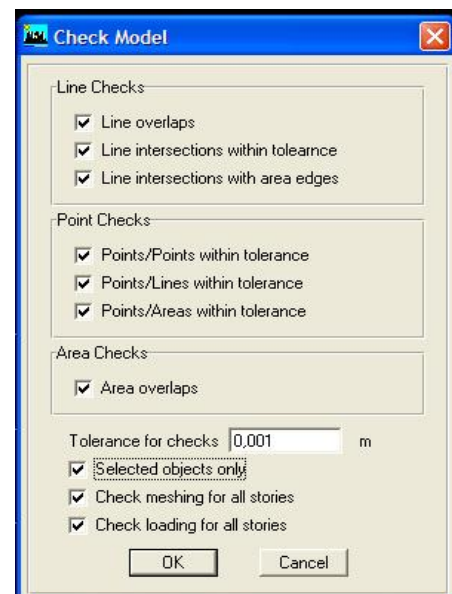 Check Model
Line Checks
Line overlaps
Line intersections within tolearnce
Line intersections with area edges
Point Checks
Points/Points within tolerance
Points/Lines within tolerance
Points/Areas within tolerance
Area Checks
Area overlaps
Tolerance for checks 0,001 m
Selected objects only
Check meshing for all stories
Check loading for all stories
OK Cancel